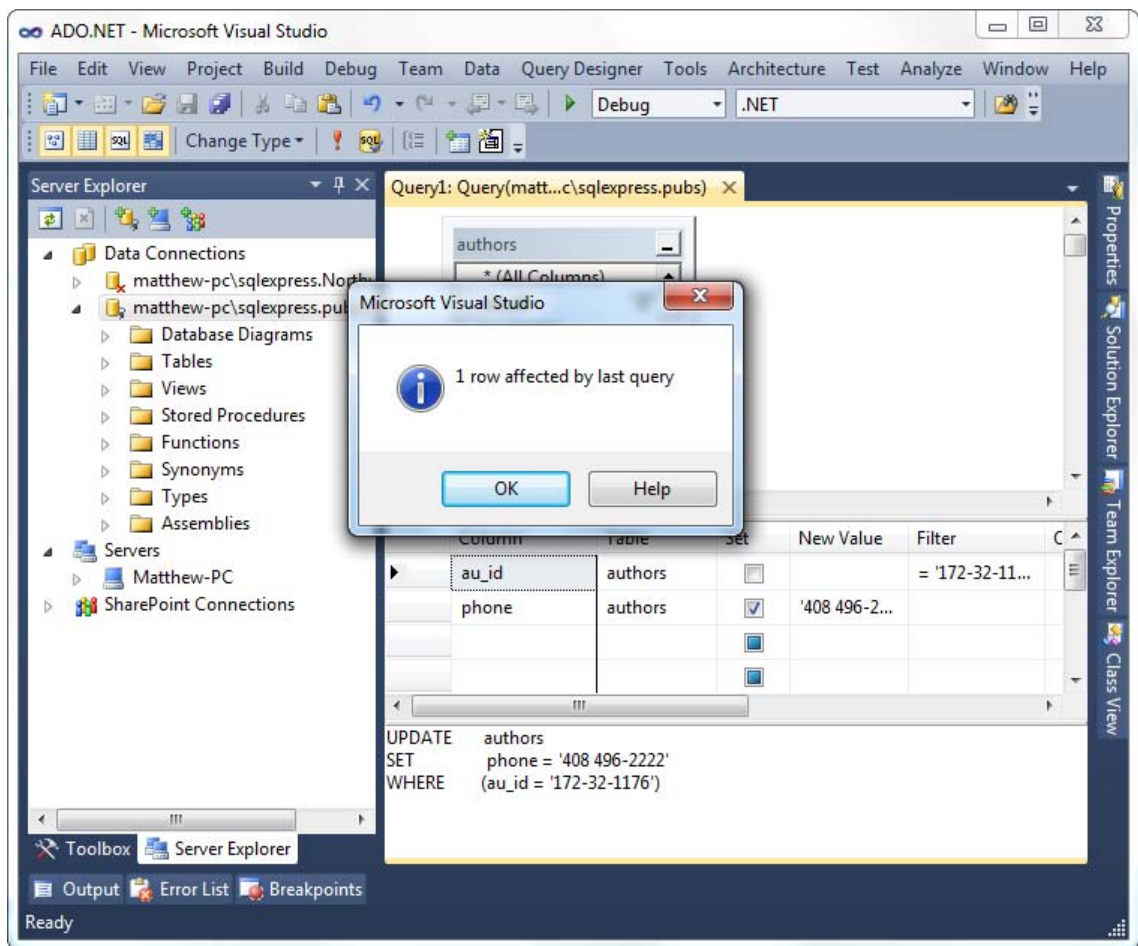 ADO.NET - Microsoft Visual Studio
File Edit View Project Build Debug Team Data Query Designer Tools Architecture Test Analyze Window Help
Debug .NET
SQL Change Type SQL
Server Explorer
Data Connections
matthew-pc\sqlexpress.North
matthew-pc\sqlexpress.pu
Database Diagrams
Tables
Views
Stored Procedures
Functions
Synonyms
Types
Assemblies
Servers
Matthew-PC
SharePoint Connections
Toolbox Server Explorer
Query1: Query(matt...c\sqlexpress.pubs)
authors
* (All Columns)
Microsoft Visual Studio
1 row affected by last query
OK Help
Column Table Set New Value Filter
au_id authors = '172-32-11...
phone authors '408 496-2...
UPDATE authors
SET phone = '408 496-2222'
WHERE (au_id = '172-32-1176')
Properties
Solution Explorer
Team Explorer
Class View
Output Error List Breakpoints
Ready